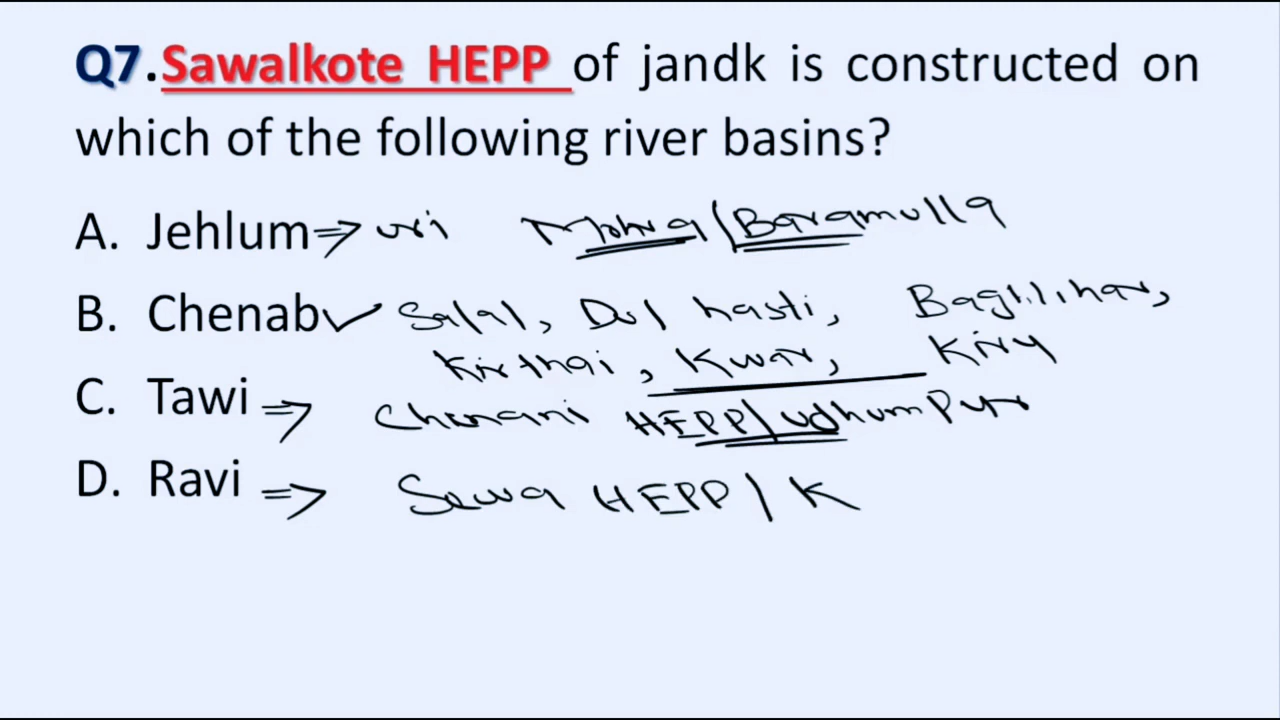 Q7.Sawalkote HEPP of jandk is constructed on
which of the following river basins?
A. Jehlum => uri Mohra/Baramulla
B. Chenab✓ Salal, Dul hasti, Baglihar,
Kirthai, Kwar, Kiru
C. Tawi => Chenani HEPP/Udhumpur
D. Ravi => Sewa HEPP/K